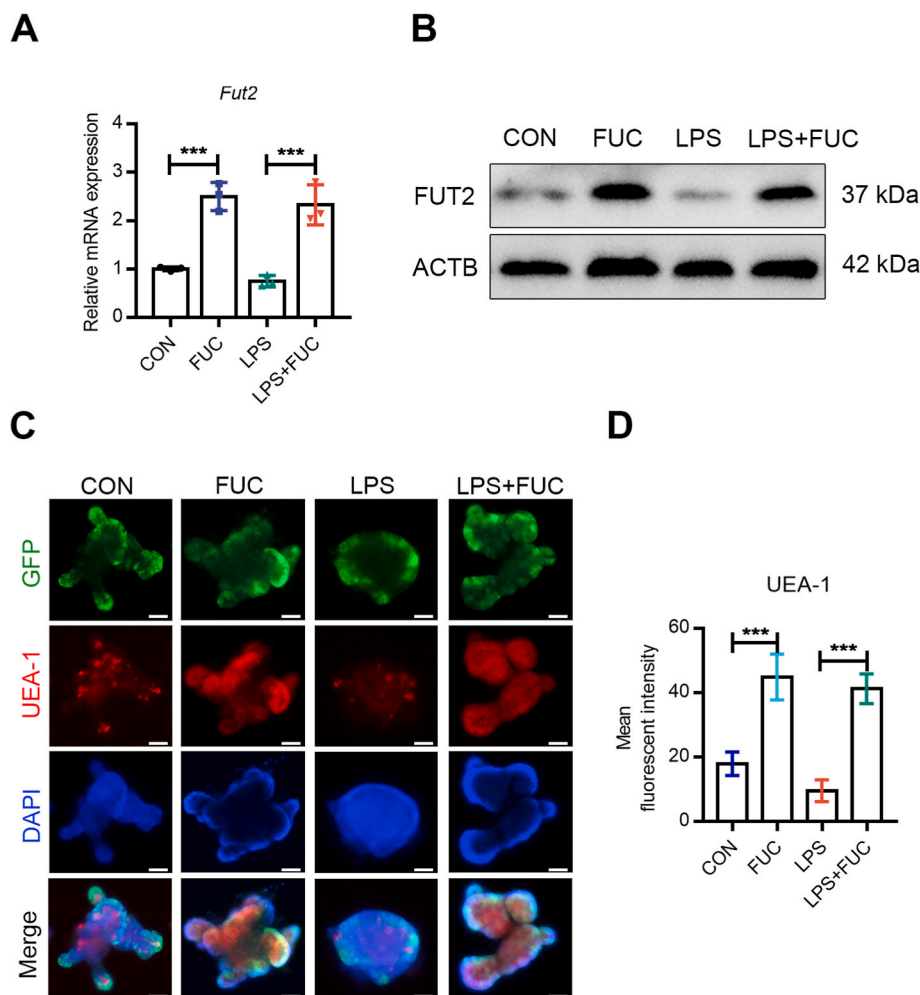 A
B
Fut2
Relative mRNA expression
4
3
2
1
0
***
***
CON
FUC
LPS
LPS+FUC
CON FUC LPS LPS+FUC
FUT2
37 kDa
ACTB
42 kDa
C
D
CON FUC LPS LPS+FUC
GFP
UEA-1
DAPI
Merge
UEA-1
Mean
fluorescent intensity
60
40
20
0
***
***
CON
FUC
LPS
LPS+FUC